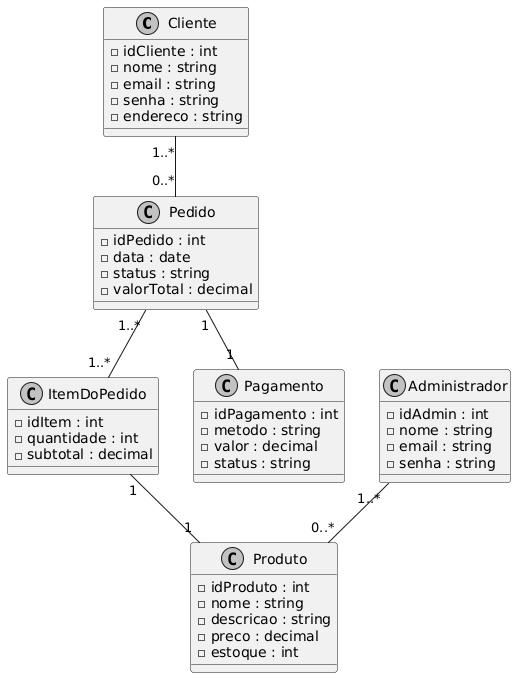 C Cliente
idCliente : int
nome : string
email : string
senha : string
endereco : string
1..*
0..*
C Pedido
idPedido : int
data : date
status : string
valorTotal : decimal
1..*
1
1..*
1
C ItemDoPedido
idItem : int
quantidade : int
subtotal : decimal
C Pagamento
idPagamento : int
metodo : string
valor : decimal
status : string
C Administrador
idAdmin : int
nome : string
email : string
senha : string
1
1..*
1
0..*
C Produto
idProduto : int
nome : string
descricao : string
preco : decimal
estoque : int